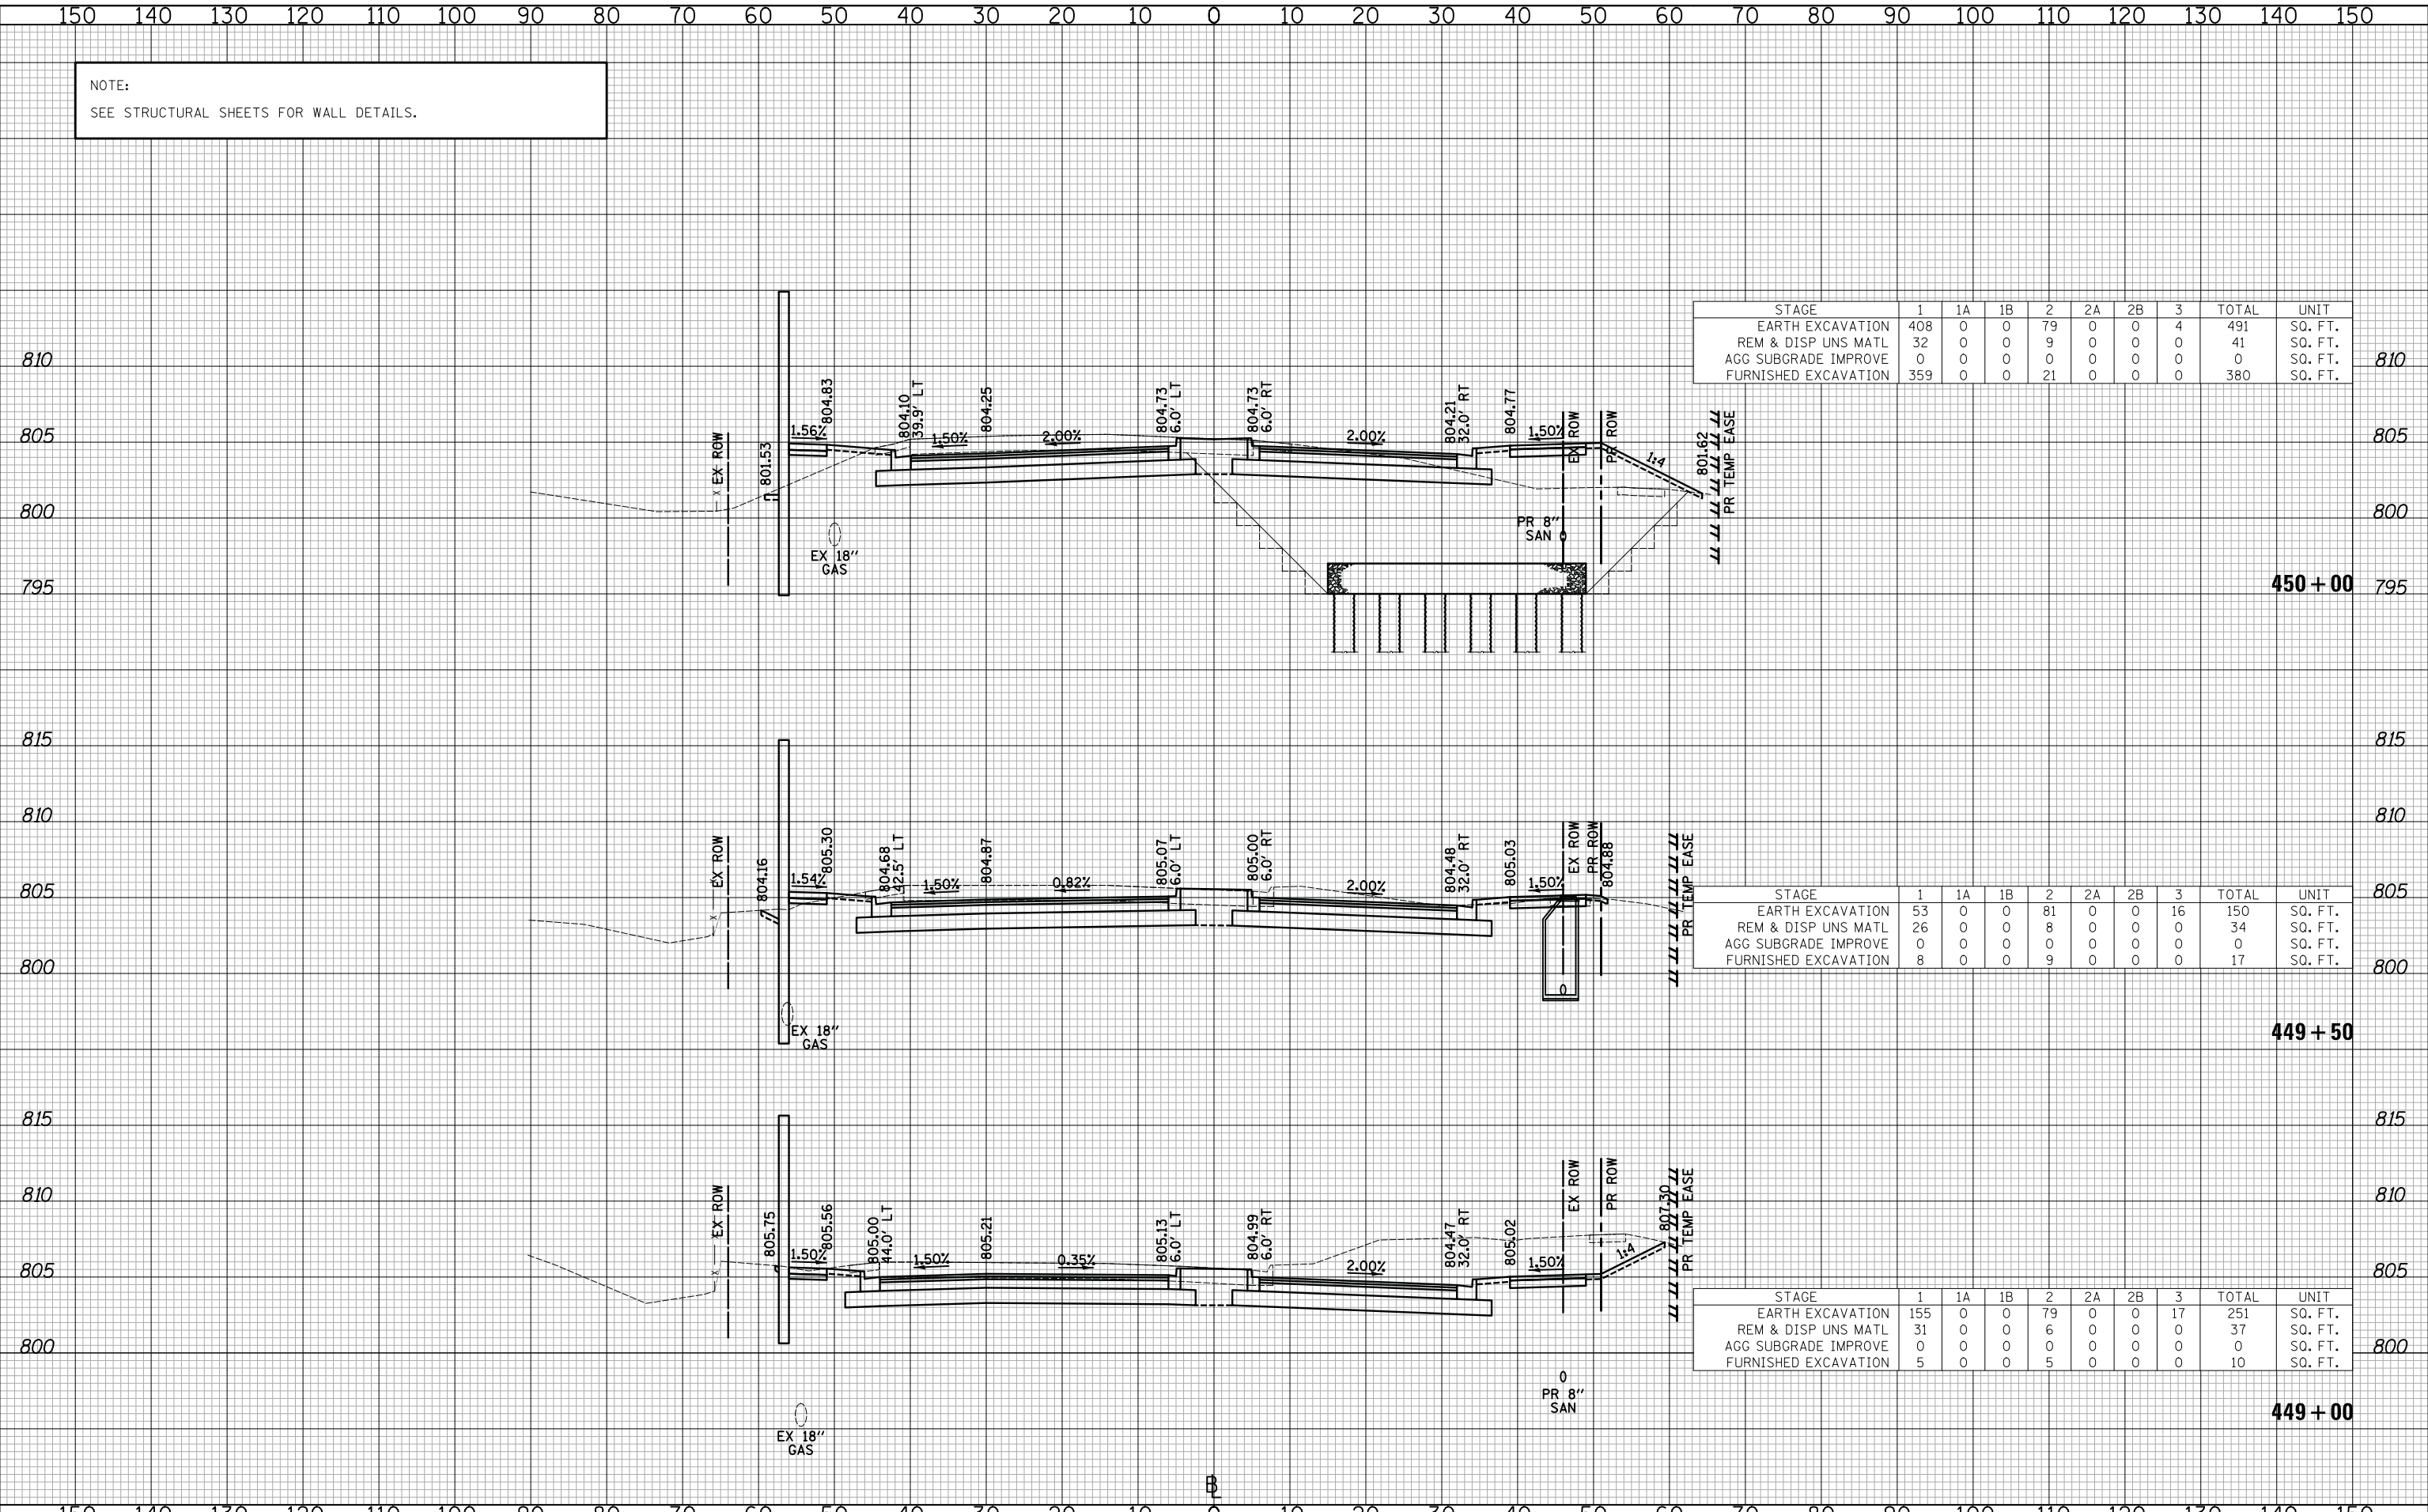 150 140 130 120 110 100 90 80 70 60 50 40 30 20 10 0 10 20 30 40 50 60 70 80 90 100 110 120 130 140 150
NOTE:
SEE STRUCTURAL SHEETS FOR WALL DETAILS.
STAGE 1 1A 1B 2 2A 2B 3 TOTAL UNIT
EARTH EXCAVATION 408 0 0 79 0 0 4 491 SQ. FT.
REM & DISP UNS MATL 32 0 0 9 0 0 0 41 SQ. FT.
AGG SUBGRADE IMPROVE 0 0 0 0 0 0 0 0 SQ. FT.
FURNISHED EXCAVATION 359 0 0 21 0 0 0 380 SQ. FT.
810 810
805 805
800 800
795 795
EX ROW
801.53
1.56%
804.83
804.10
39.9' LT
1.50%
804.25
2.00%
804.73
6.0' LT
804.73
6.0' RT
2.00%
804.21
32.0' RT
804.77
1.50%
EX ROW
PR ROW
1:4
801.62
PR TEMP EASE
EX 18"
GAS
PR 8"
SAN
450+00
815 815
810 810
805 805
800 800
EX ROW
804.16
1.54%
805.30
804.68
42.5' LT
1.50%
804.87
0.82%
805.07
6.0' LT
805.00
6.0' RT
2.00%
804.48
32.0' RT
805.03
1.50%
EX ROW
PR ROW
804.88
PR TEMP EASE
STAGE 1 1A 1B 2 2A 2B 3 TOTAL UNIT
EARTH EXCAVATION 53 0 0 81 0 0 16 150 SQ. FT.
REM & DISP UNS MATL 26 0 0 8 0 0 0 34 SQ. FT.
AGG SUBGRADE IMPROVE 0 0 0 0 0 0 0 0 SQ. FT.
FURNISHED EXCAVATION 8 0 0 9 0 0 0 17 SQ. FT.
EX 18"
GAS
449+50
815 815
810 810
805 805
800 800
EX ROW
805.75
1.50%
805.56
805.00
44.0' LT
1.50%
805.21
0.35%
805.13
6.0' LT
804.99
6.0' RT
2.00%
804.47
32.0' RT
805.02
1.50%
EX ROW
PR ROW
1:4
807.30
PR TEMP EASE
STAGE 1 1A 1B 2 2A 2B 3 TOTAL UNIT
EARTH EXCAVATION 155 0 0 79 0 0 17 251 SQ. FT.
REM & DISP UNS MATL 31 0 0 6 0 0 0 37 SQ. FT.
AGG SUBGRADE IMPROVE 0 0 0 0 0 0 0 0 SQ. FT.
FURNISHED EXCAVATION 5 0 0 5 0 0 0 10 SQ. FT.
PR 8"
SAN
EX 18"
GAS
449+00
BL
150 140 130 120 110 100 90 80 70 60 50 40 30 20 10 0 10 20 30 40 50 60 70 80 90 100 110 120 130 140 150